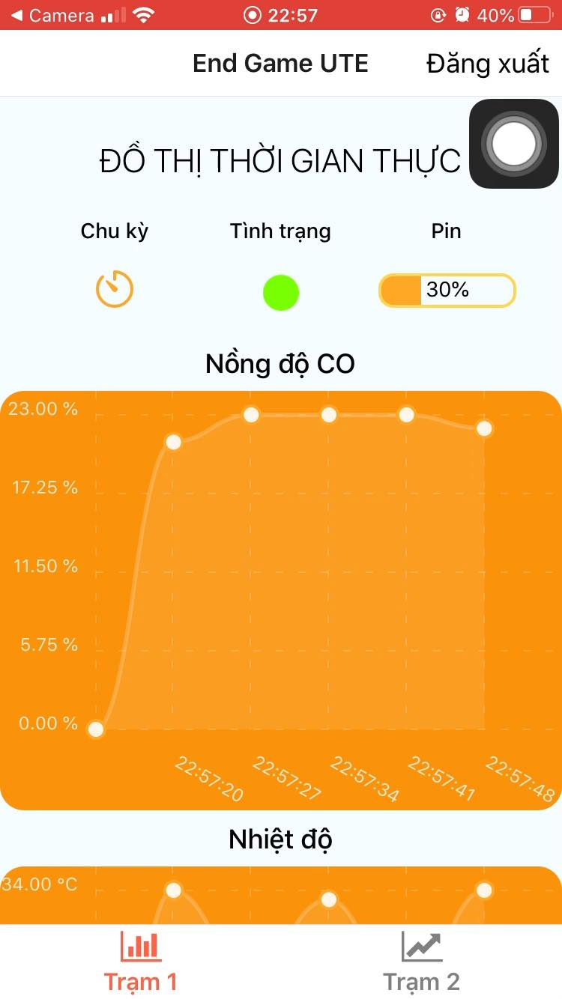 Camera 22:57 40%
End Game UTE Đăng xuất
ĐỒ THỊ THỜI GIAN THỰC
Chu kỳ Tình trạng Pin
30%
Nồng độ CO
23.00 %
17.25 %
11.50 %
5.75 %
0.00 %
22:57:20 22:57:27 22:57:34 22:57:41 22:57:48
Nhiệt độ
34.00 °C
Trạm 1 Trạm 2